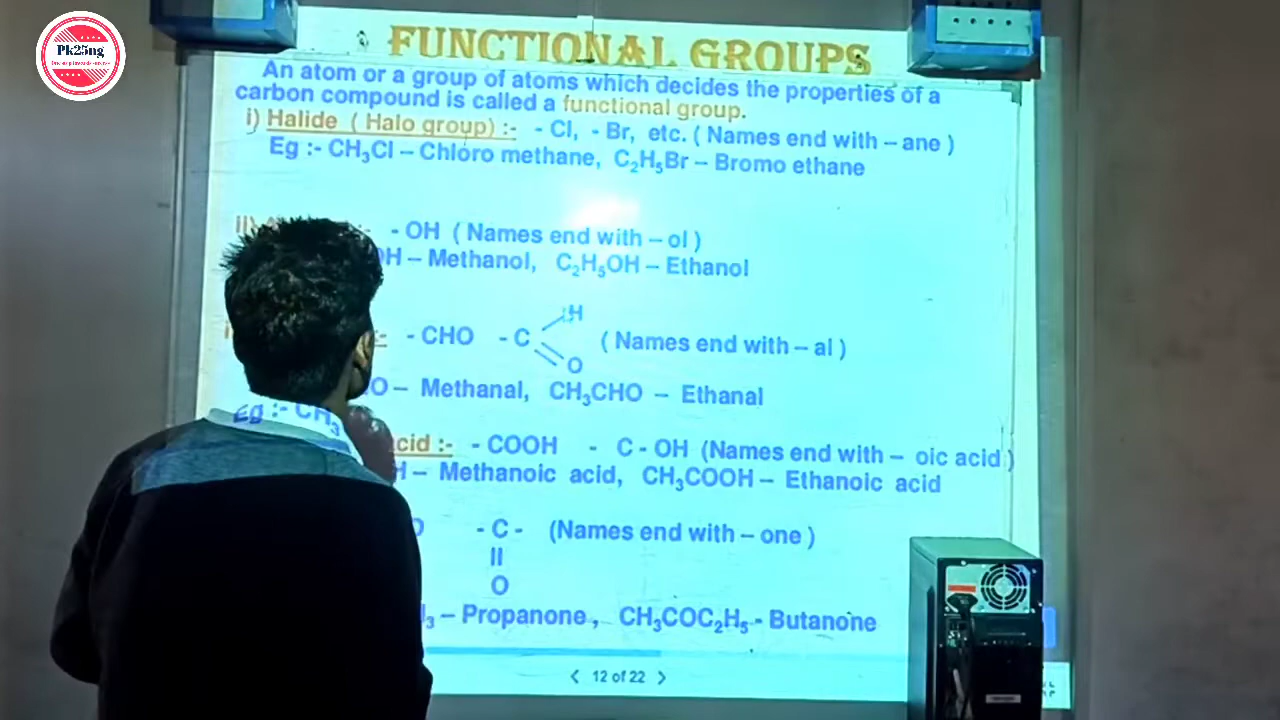 Pk25ng
FUNCTIONAL GROUPS
An atom or a group of atoms which decides the properties of a
carbon compound is called a functional group.
i) Halide ( Halo group) :- - Cl, - Br, etc. ( Names end with – ane )
Eg :- CH₃Cl – Chloro methane, C₂H₅Br – Bromo ethane
:- - OH ( Names end with – ol )
OH – Methanol, C₂H₅OH – Ethanol
H
:- - CHO - C ( Names end with – al )
O
O – Methanal, CH₃CHO – Ethanal
Eg :- CH₃
acid :- - COOH - C - OH (Names end with – oic acid )
H – Methanoic acid, CH₃COOH – Ethanoic acid
O - C - (Names end with – one )
||
O
₃ – Propanone , CH₃COC₂H₅ - Butanone
< 12 of 22 >